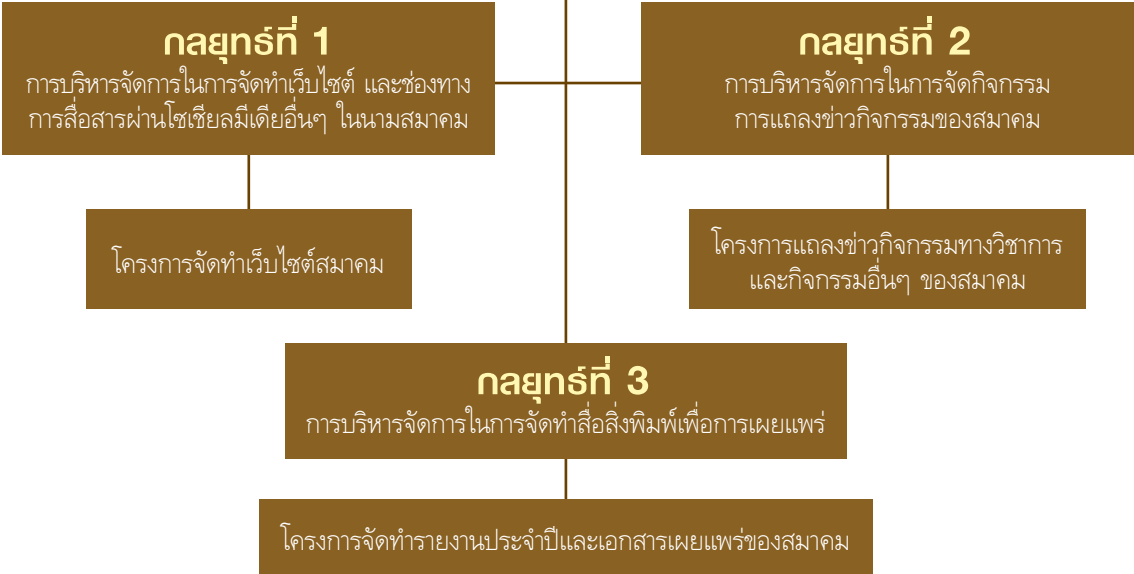 กลยุทธ์ที่ 1
การบริหารจัดการในการจัดทำเว็บไซต์ และช่องทาง
การสื่อสารผ่านโซเชียลมีเดียอื่นๆ ในนามสมาคม
โครงการจัดทำเว็บไซต์สมาคม
กลยุทธ์ที่ 2
การบริหารจัดการในการจัดกิจกรรม
การแถลงข่าวกิจกรรมของสมาคม
โครงการแถลงข่าวกิจกรรมทางวิชาการ
และกิจกรรมอื่นๆ ของสมาคม
กลยุทธ์ที่ 3
การบริหารจัดการในการจัดทำสื่อสิ่งพิมพ์เพื่อการเผยแพร่
โครงการจัดทำรายงานประจำปีและเอกสารเผยแพร่ของสมาคม